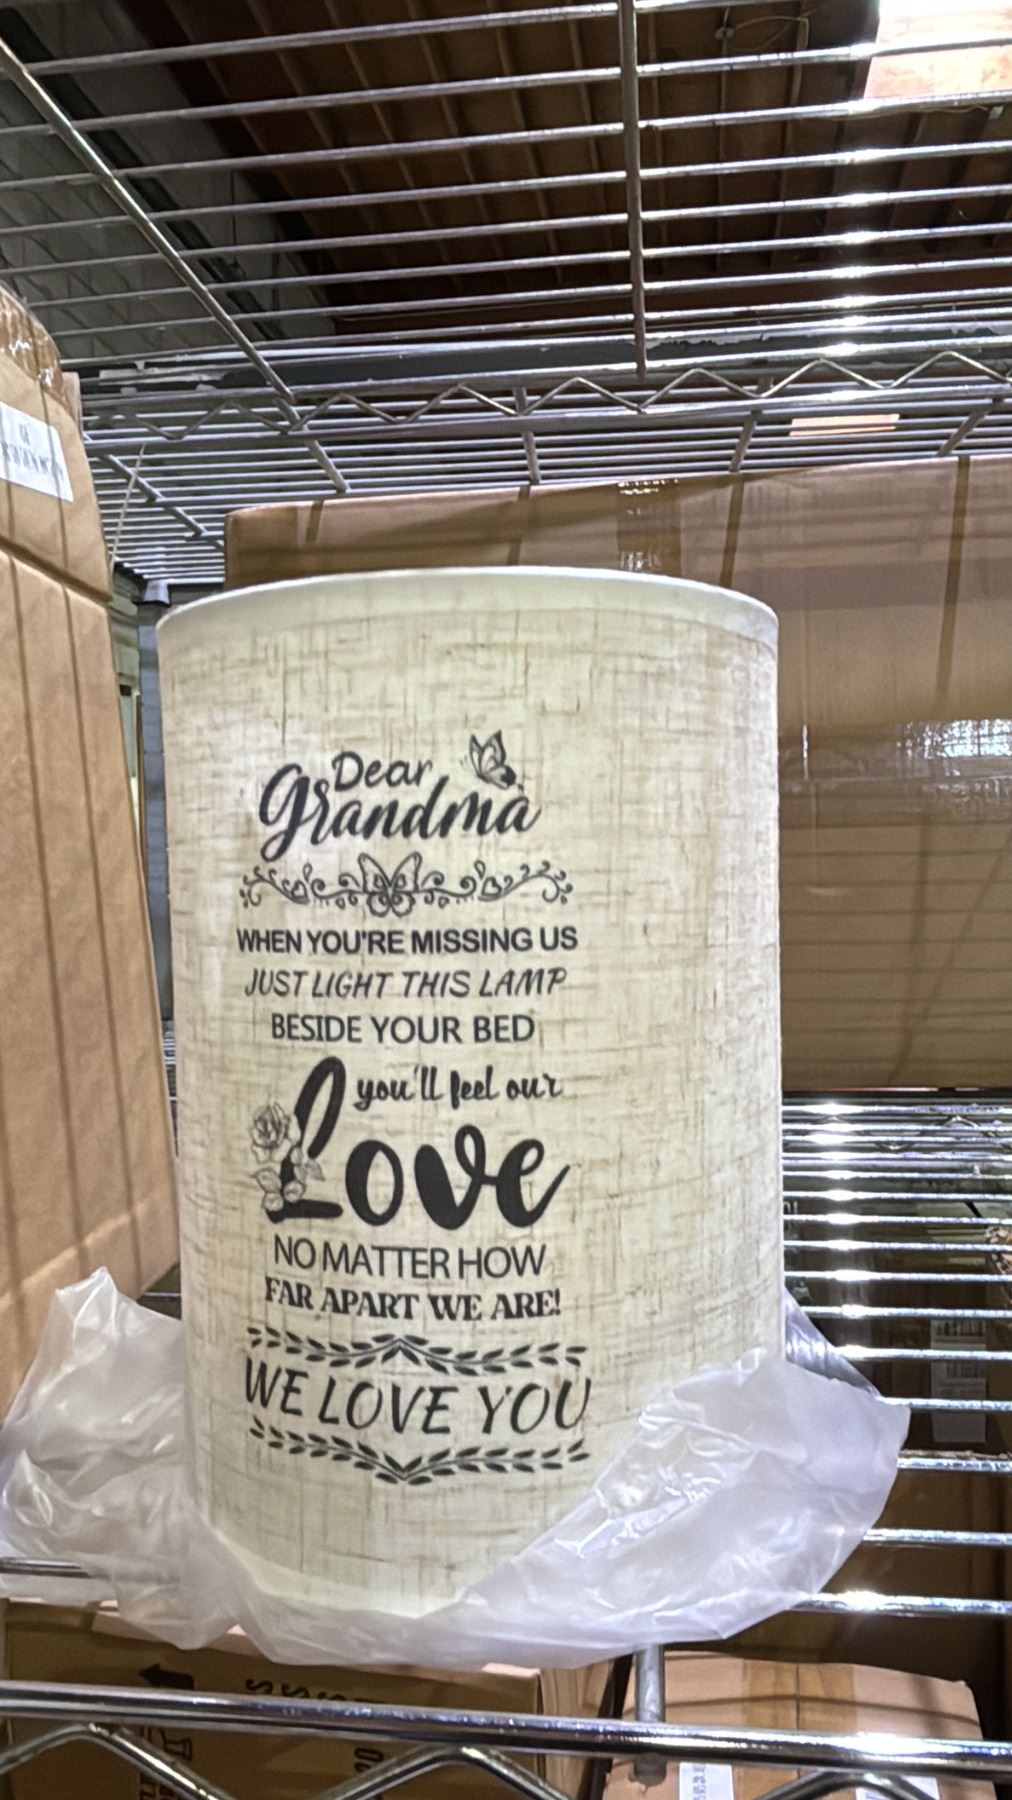 Dear
Grandma
WHEN YOU'RE MISSING US
JUST LIGHT THIS LAMP
BESIDE YOUR BED
you'll feel our
Love
NO MATTER HOW
FAR APART WE ARE!
WE LOVE YOU